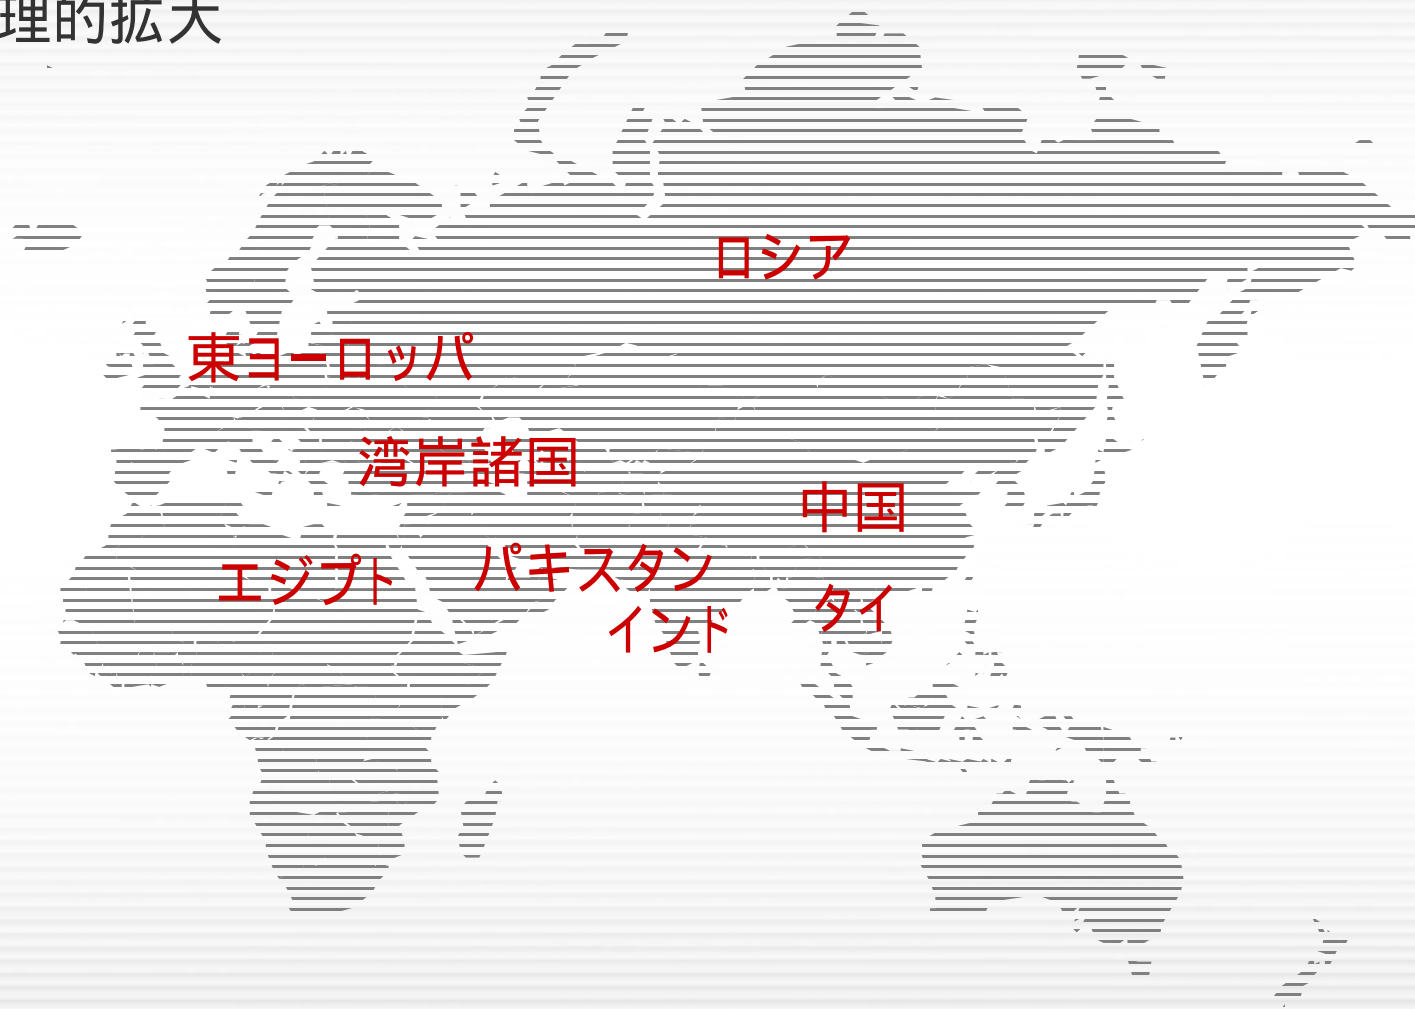 理的拡大
ロシア
東ヨーロッパ
湾岸諸国
中国
パキスタン
エジプト
タイ
インド